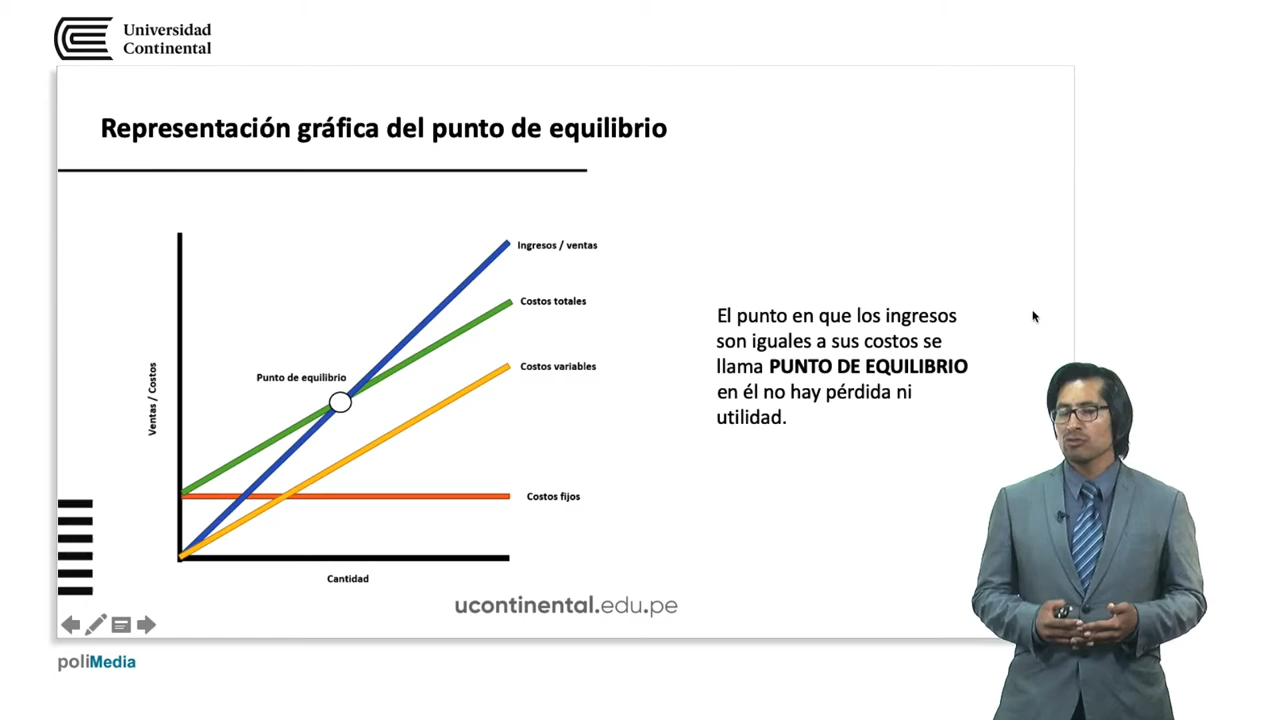 Universidad
Continental
Representación gráfica del punto de equilibrio
Ingresos / ventas
Costos totales
Costos variables
Punto de equilibrio
Ventas / Costos
Costos fijos
Cantidad
El punto en que los ingresos
son iguales a sus costos se
llama PUNTO DE EQUILIBRIO
en él no hay pérdida ni
utilidad.
ucontinental.edu.pe
poliMedia